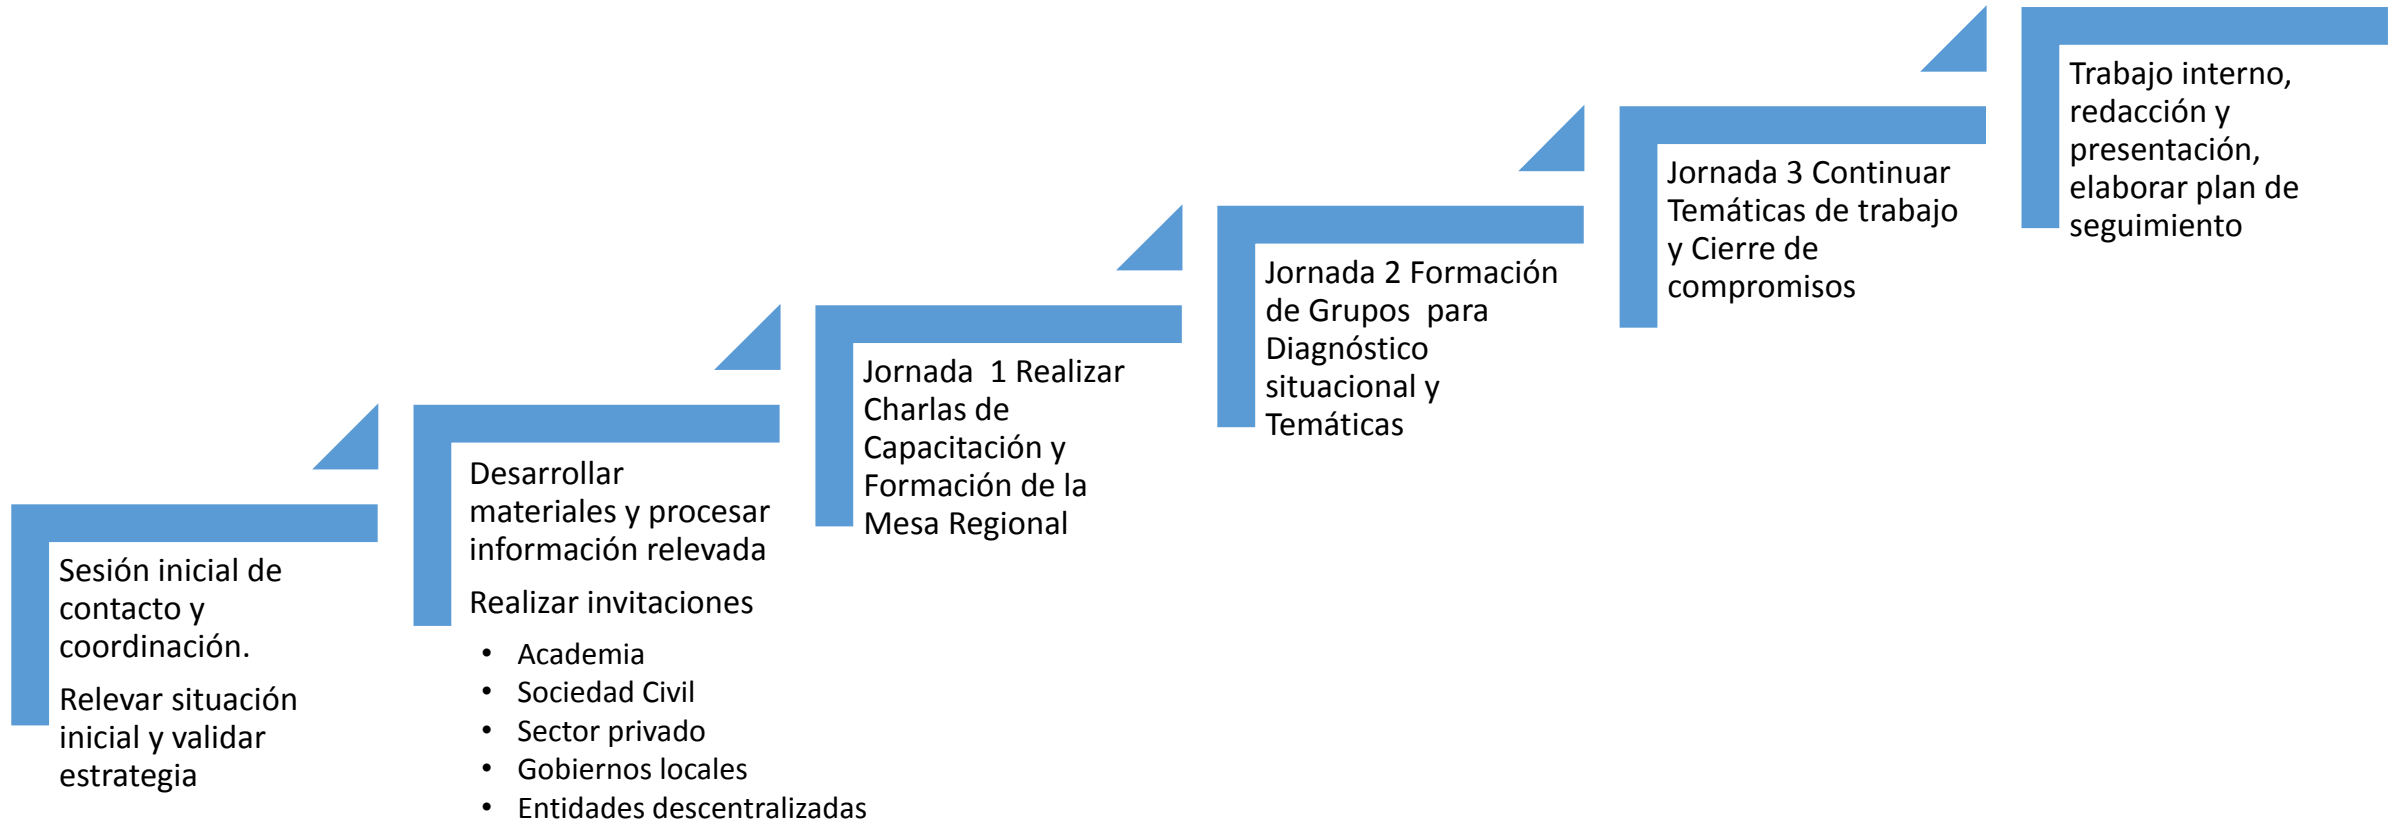 Sesión inicial de
contacto y
coordinación.
Relevar situación
inicial y validar
estrategia
Desarrollar
materiales y procesar
información relevada
Realizar invitaciones
• Academia
• Sociedad Civil
• Sector privado
• Gobiernos locales
• Entidades descentralizadas
Jornada  1 Realizar
Charlas de
Capacitación y
Formación de la
Mesa Regional
Jornada 2 Formación
de Grupos  para
Diagnóstico
situacional y
Temáticas
Jornada 3 Continuar
Temáticas de trabajo
y Cierre de
compromisos
Trabajo interno,
redacción y
presentación,
elaborar plan de
seguimiento